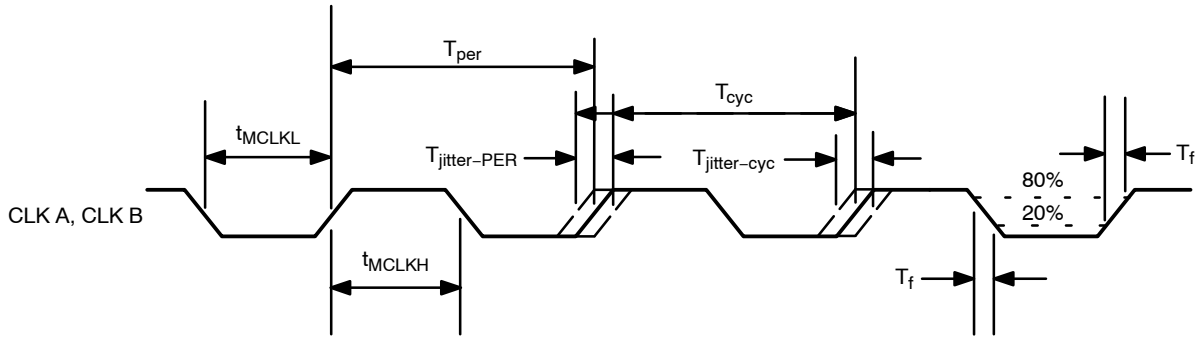 T_per
T_cyc
t_MCLKL
T_jitter–PER
T_jitter–cyc
T_f
80%
CLK A, CLK B
20%
t_MCLKH
T_f